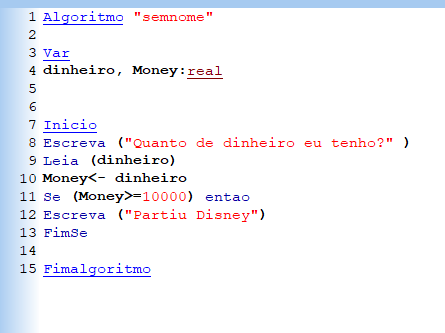 1 Algoritmo "semnome"
2
3 Var
4 dinheiro, Money:real
5
6
7 Inicio
8 Escreva ("Quanto de dinheiro eu tenho?" )
9 Leia (dinheiro)
10 Money<- dinheiro
11 Se (Money>=10000) entao
12 Escreva ("Partiu Disney")
13 FimSe
14
15 Fimalgoritmo